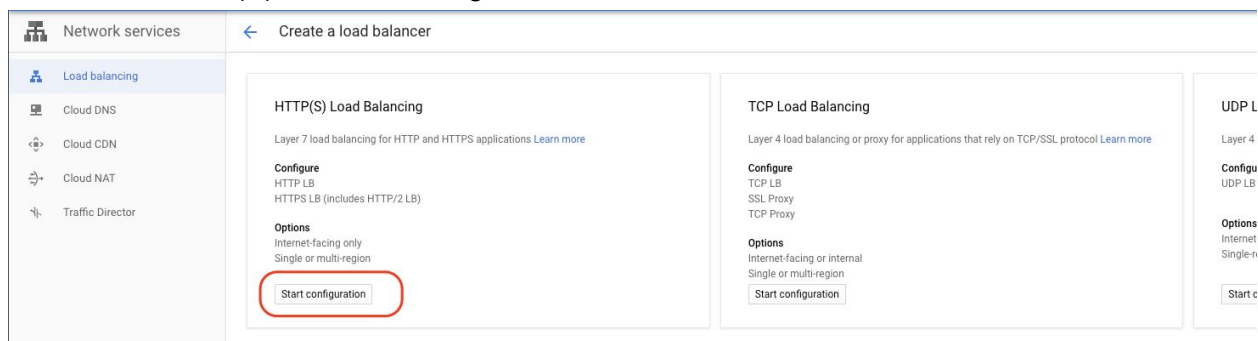 Network services
Create a load balancer
Load balancing
Cloud DNS
Cloud CDN
Cloud NAT
Traffic Director
HTTP(S) Load Balancing
Layer 7 load balancing for HTTP and HTTPS applications Learn more
Configure
HTTP LB
HTTPS LB (includes HTTP/2 LB)
Options
Internet-facing only
Single or multi-region
Start configuration
TCP Load Balancing
Layer 4 load balancing or proxy for applications that rely on TCP/SSL protocol Learn more
Configure
TCP LB
SSL Proxy
TCP Proxy
Options
Internet-facing or internal
Single or multi-region
Start configuration
UDP L
Layer 4
Configu
UDP LB
Options
Internet
Single-r
Start c